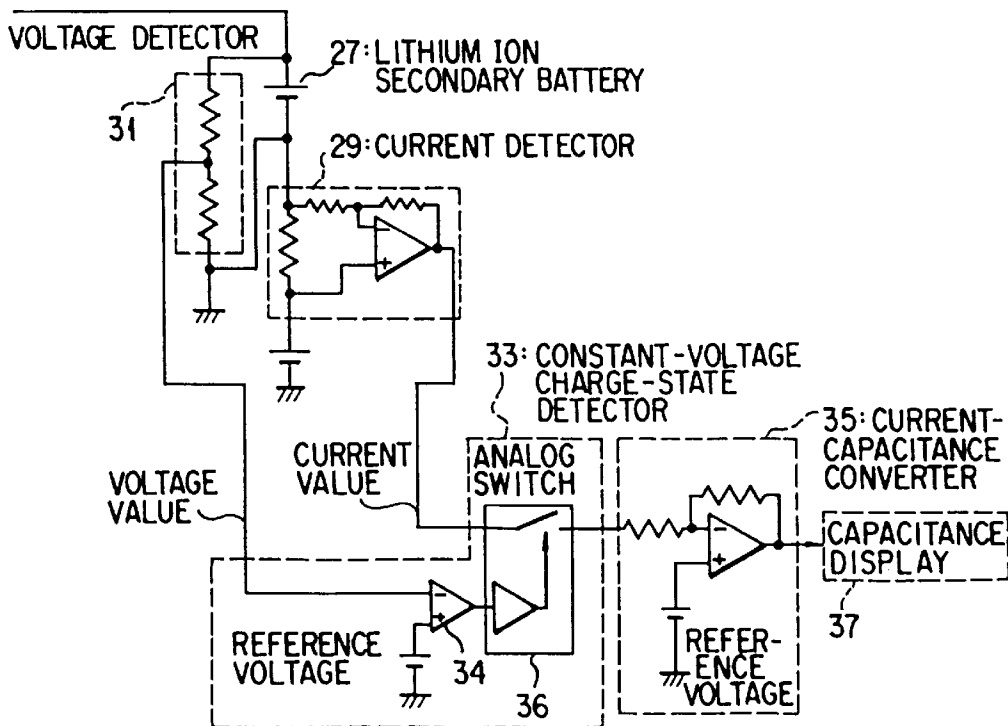 VOLTAGE DETECTOR
31
27: LITHIUM ION
SECONDARY BATTERY
29: CURRENT DETECTOR
-
+
33: CONSTANT-VOLTAGE
CHARGE-STATE
DETECTOR
35: CURRENT-
CAPACITANCE
CONVERTER
VOLTAGE
VALUE
CURRENT
VALUE
ANALOG
SWITCH
-
+
CAPACITANCE
DISPLAY
37
-
+
34
REFERENCE
VOLTAGE
36
REFER-
ENCE
VOLTAGE